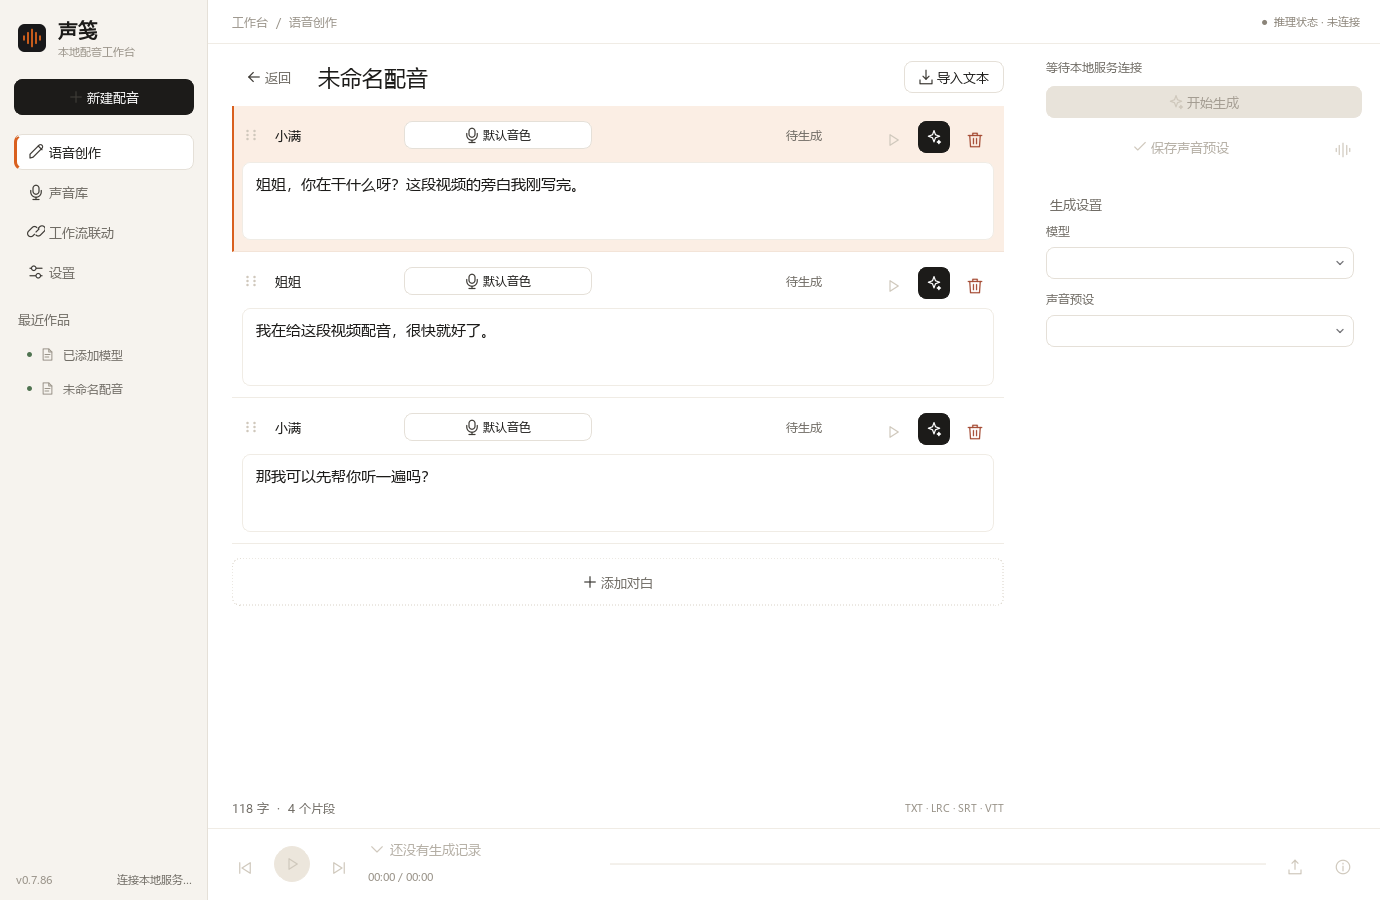 声笺
本地配音工作台
新建配音
语音创作
声音库
工作流联动
设置
最近作品
已添加模型
未命名配音
v0.7.86
连接本地服务...
工作台 / 语音创作
推理状态 · 未连接
返回
未命名配音
导入文本
小满
默认音色
待生成
姐姐，你在干什么呀？这段视频的旁白我刚写完。
姐姐
默认音色
待生成
我在给这段视频配音，很快就好了。
小满
默认音色
待生成
那我可以先帮你听一遍吗？
添加对白
118 字 · 4 个片段
TXT · LRC · SRT · VTT
等待本地服务连接
开始生成
保存声音预设
生成设置
模型
声音预设
还没有生成记录
00:00 / 00:00